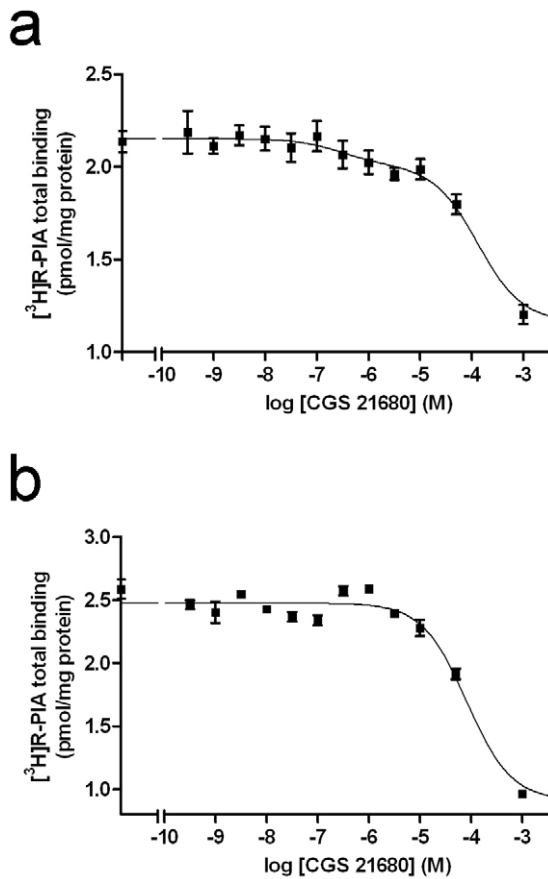 a
2.5
2.0
1.5
1.0
[³H]R-PIA total binding
(pmol/mg protein)
-10 -10 -9 -8 -7 -6 -5 -4 -3
log [CGS 21680] (M)
b
3.0
2.5
2.0
1.5
1.0
[³H]R-PIA total binding
(pmol/mg protein)
-10 -9 -8 -7 -6 -5 -4 -3
log [CGS 21680] (M)